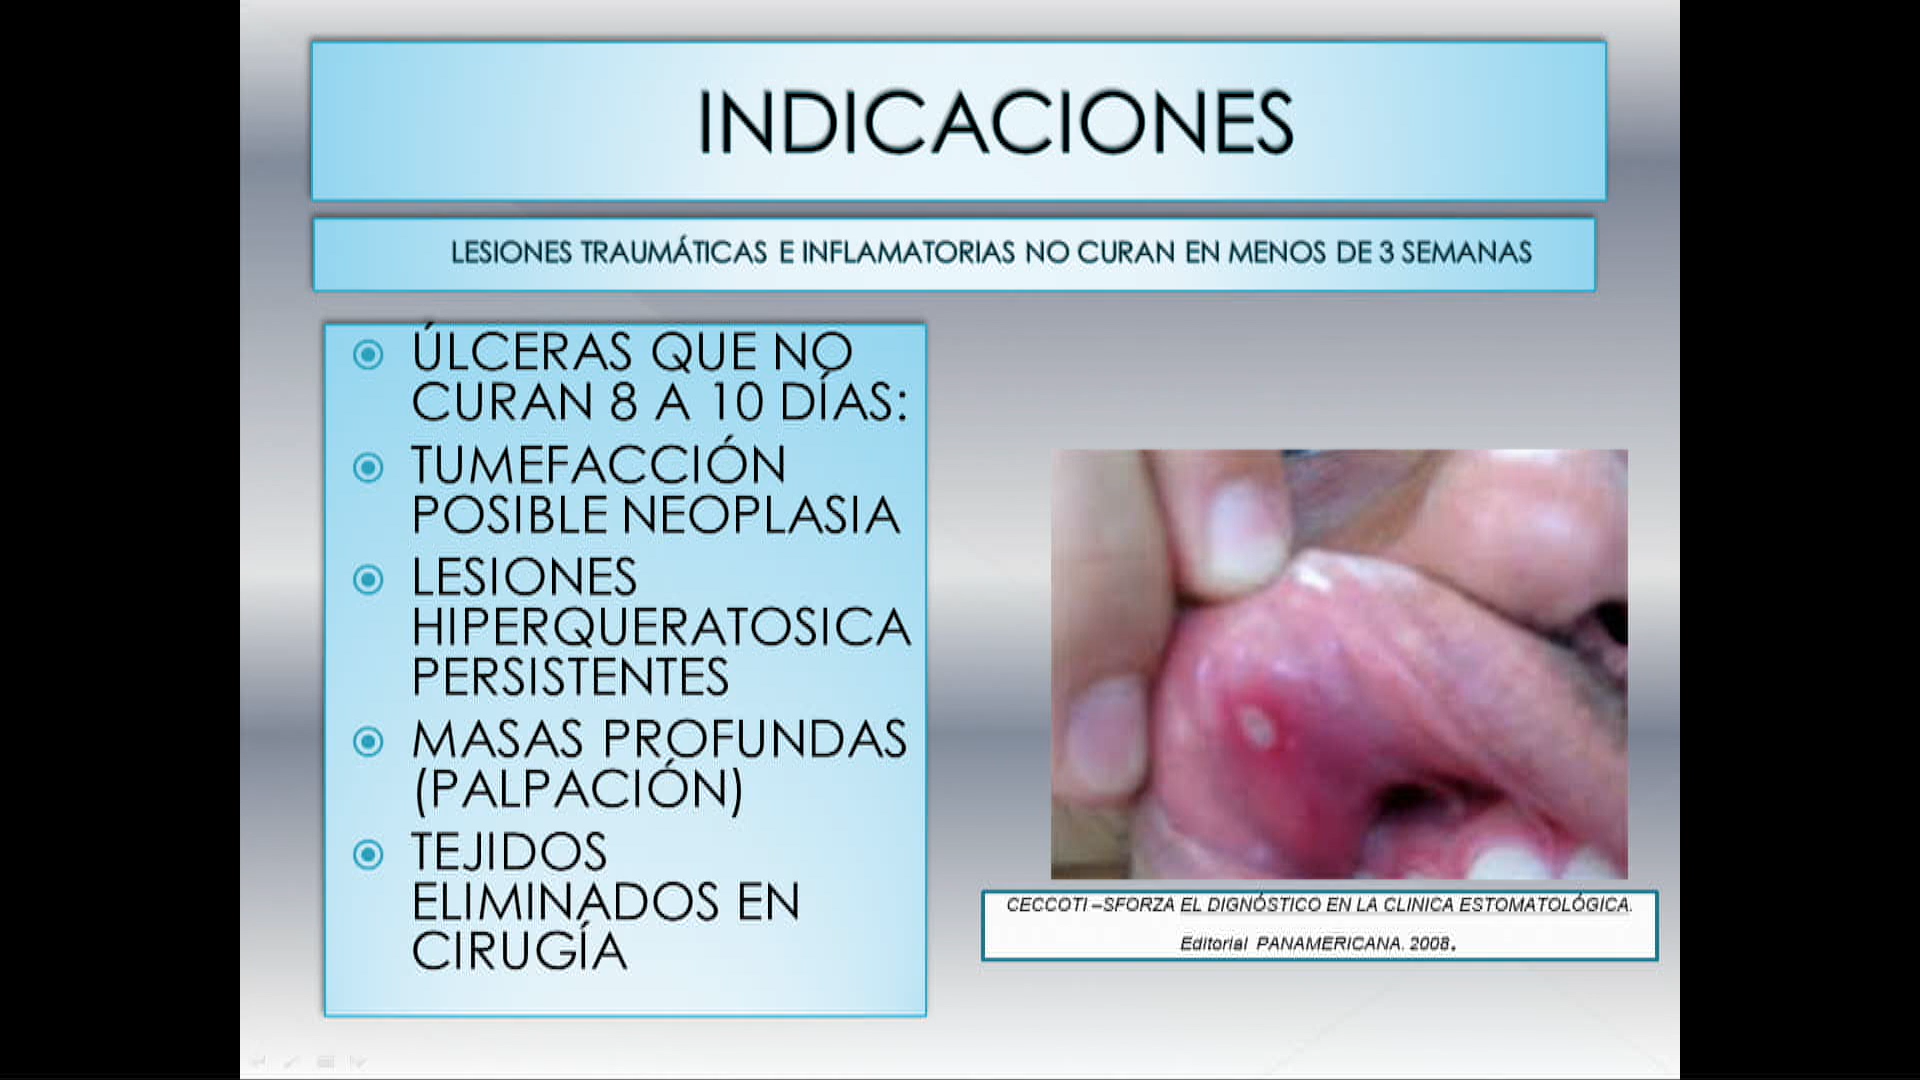 INDICACIONES
LESIONES TRAUMÁTICAS E INFLAMATORIAS NO CURAN EN MENOS DE 3 SEMANAS
ÚLCERAS QUE NO
CURAN 8 A 10 DÍAS:
TUMEFACCIÓN
POSIBLE NEOPLASIA
LESIONES
HIPERQUERATOSICA
PERSISTENTES
MASAS PROFUNDAS
(PALPACIÓN)
TEJIDOS
ELIMINADOS EN
CIRUGÍA
CECCOTI –SFORZA EL DIGNÓSTICO EN LA CLINICA ESTOMATOLÓGICA.
Editorial PANAMERICANA. 2008.